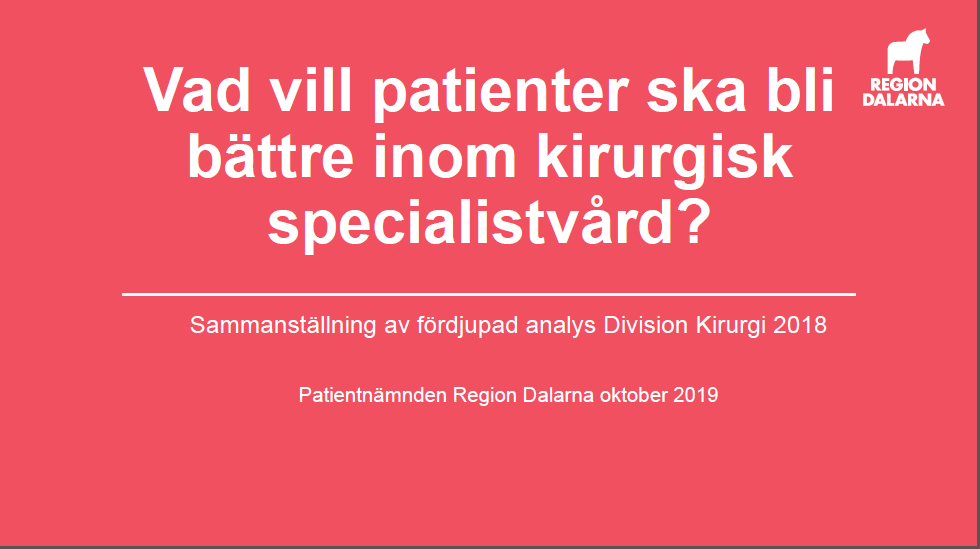 Vad vill patienter ska bli
bättre inom kirurgisk
specialistvård?
REGION
DALARNA
Sammanställning av fördjupad analys Division Kirurgi 2018
Patientnämnden Region Dalarna oktober 2019